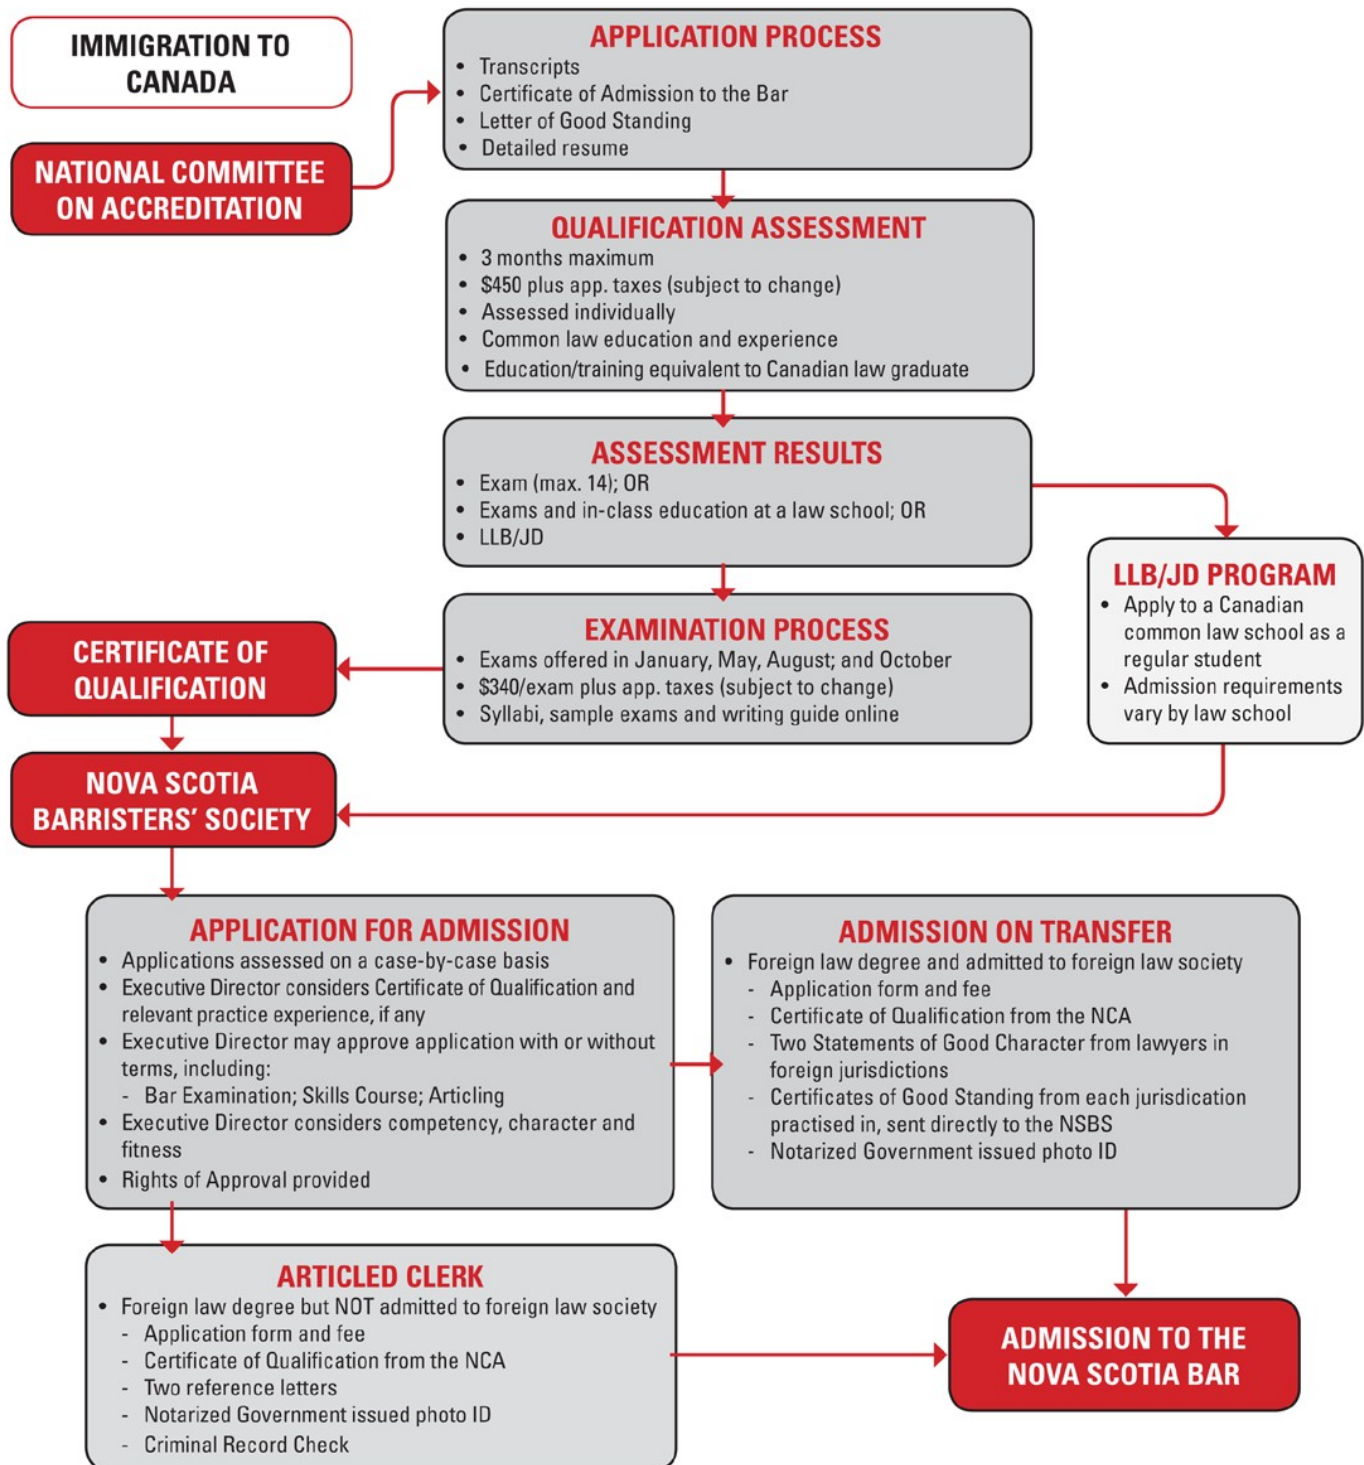 IMMIGRATION TO
CANADA
NATIONAL COMMITTEE
ON ACCREDITATION
APPLICATION PROCESS
• Transcripts
• Certificate of Admission to the Bar
• Letter of Good Standing
• Detailed resume
QUALIFICATION ASSESSMENT
• 3 months maximum
• $450 plus app. taxes (subject to change)
• Assessed individually
• Common law education and experience
• Education/training equivalent to Canadian law graduate
ASSESSMENT RESULTS
• Exam (max. 14); OR
• Exams and in-class education at a law school; OR
• LLB/JD
LLB/JD PROGRAM
• Apply to a Canadian
common law school as a
regular student
• Admission requirements
vary by law school
EXAMINATION PROCESS
• Exams offered in January, May, August; and October
• $340/exam plus app. taxes (subject to change)
• Syllabi, sample exams and writing guide online
CERTIFICATE OF
QUALIFICATION
NOVA SCOTIA
BARRISTERS' SOCIETY
APPLICATION FOR ADMISSION
• Applications assessed on a case-by-case basis
• Executive Director considers Certificate of Qualification and
relevant practice experience, if any
• Executive Director may approve application with or without
terms, including:
- Bar Examination; Skills Course; Articling
• Executive Director considers competency, character and
fitness
• Rights of Approval provided
ADMISSION ON TRANSFER
• Foreign law degree and admitted to foreign law society
- Application form and fee
- Certificate of Qualification from the NCA
- Two Statements of Good Character from lawyers in
foreign jurisdictions
- Certificates of Good Standing from each jurisdication
practised in, sent directly to the NSBS
- Notarized Government issued photo ID
ARTICLED CLERK
• Foreign law degree but NOT admitted to foreign law society
- Application form and fee
- Certificate of Qualification from the NCA
- Two reference letters
- Notarized Government issued photo ID
- Criminal Record Check
ADMISSION TO THE
NOVA SCOTIA BAR